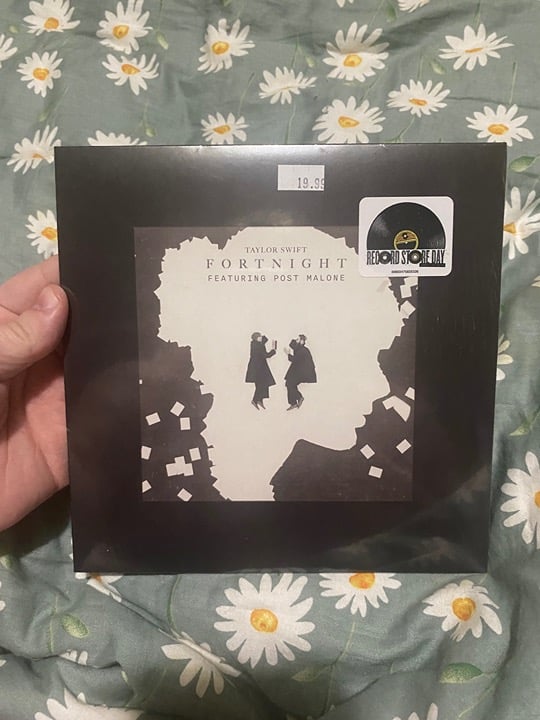 19.99
TAYLOR SWIFT
FORTNIGHT
FEATURING POST MALONE
RECORD STORE DAY